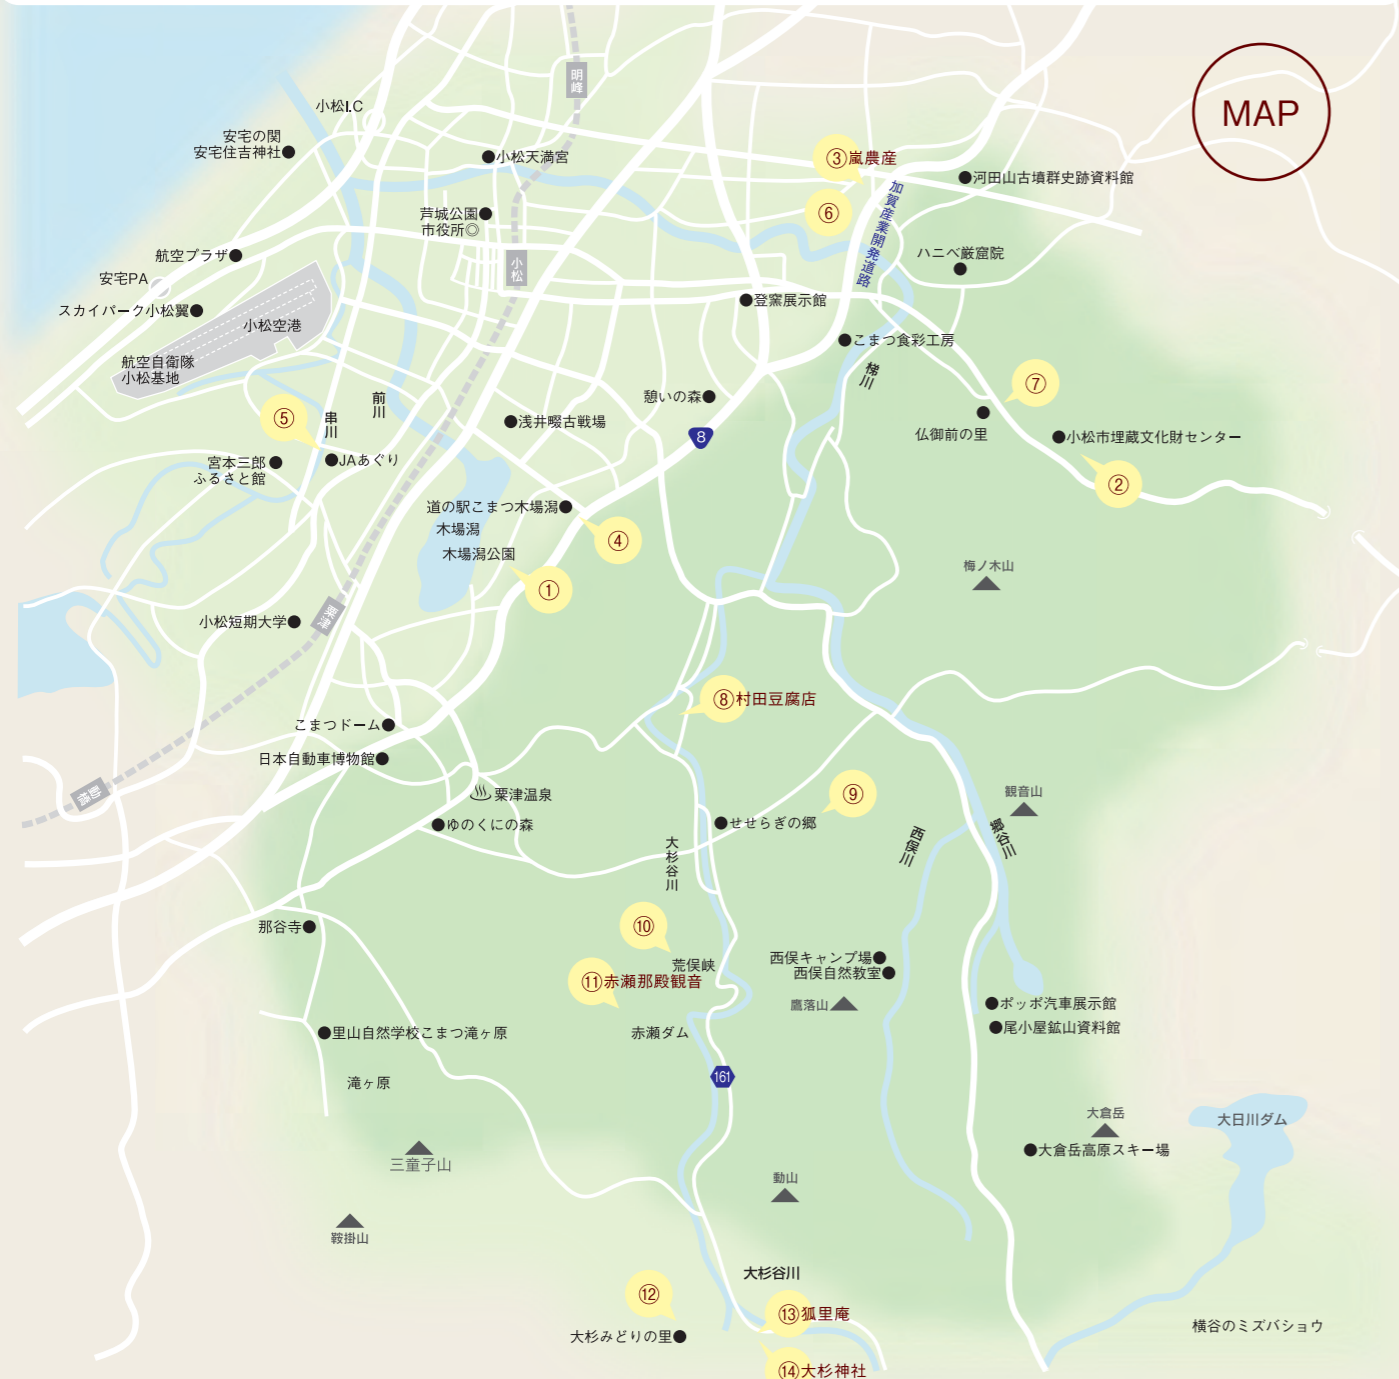 MAP
明峰
小松I.C
安宅の関
安宅住吉神社
小松天満宮
③嵐農産
河田山古墳群史跡資料館
加賀産業開発道路
⑥
芦城公園
市役所◎
航空プラザ
小松
ハニベ厳窟院
安宅PA
スカイパーク小松翼
登窯展示館
小松空港
こまつ食彩工房
航空自衛隊
小松基地
梯川
⑦
前川
憩いの森
⑤
串川
浅井畷古戦場
8
仏御前の里
小松市埋蔵文化財センター
宮本三郎
ふるさと館
JAあぐり
②
道の駅こまつ木場潟
木場潟
④
木場潟公園
①
梅ノ木山
小松短期大学
粟津
⑧村田豆腐店
こまつドーム
日本自動車博物館
動橋
粟津温泉
⑨
観音山
ゆのくにの森
せせらぎの郷
大杉谷川
西俣川
郷谷川
那谷寺
⑩
荒俣峡
西俣キャンプ場
西俣自然教室
⑪赤瀬那殿観音
鷹落山
ポッポ汽車展示館
尾小屋鉱山資料館
里山自然学校こまつ滝ヶ原
赤瀬ダム
滝ヶ原
161
大倉岳
大日川ダム
大倉岳高原スキー場
三童子山
動山
鞍掛山
大杉谷川
⑫
⑬狐里庵
大杉みどりの里
横谷のミズバショウ
⑭大杉神社